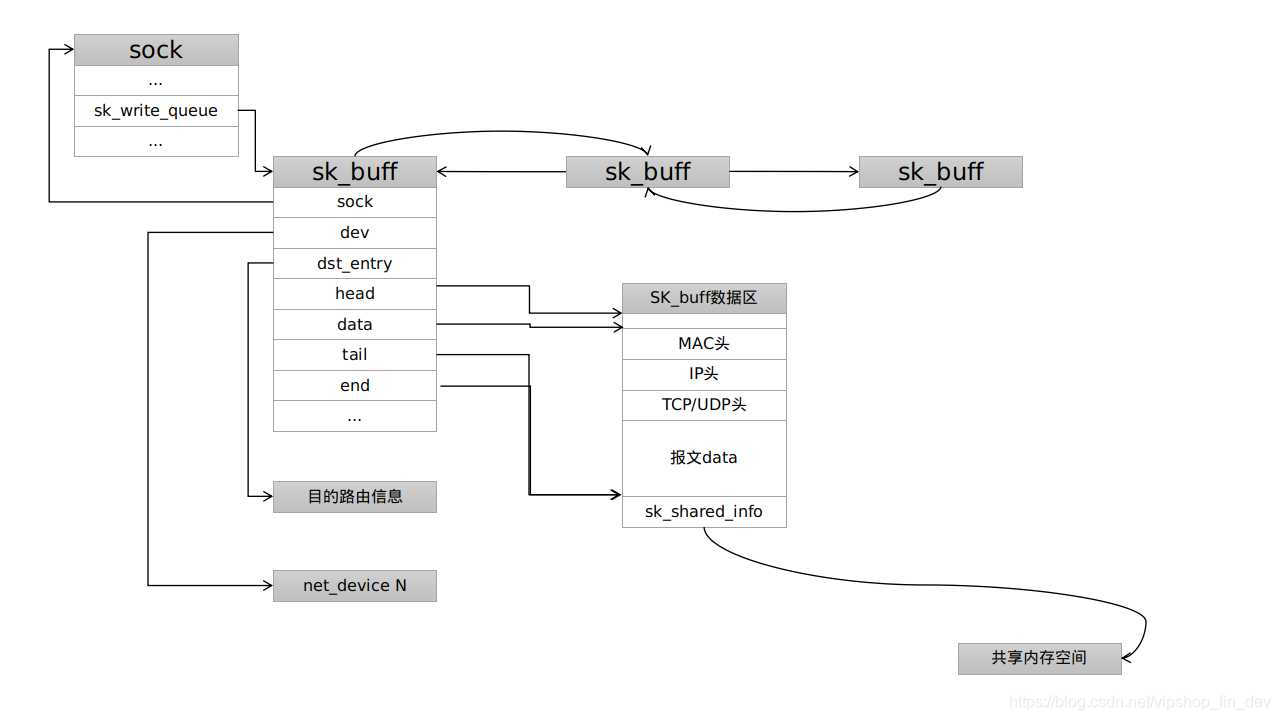 sock
...
sk_write_queue
...
sk_buff
sk_buff
sk_buff
sock
dev
dst_entry
head
data
tail
end
...
SK_buff数据区
MAC头
IP头
TCP/UDP头
报文data
sk_shared_info
目的路由信息
net_device N
共享内存空间
https://blog.csdn.net/vipshop_fin_dev